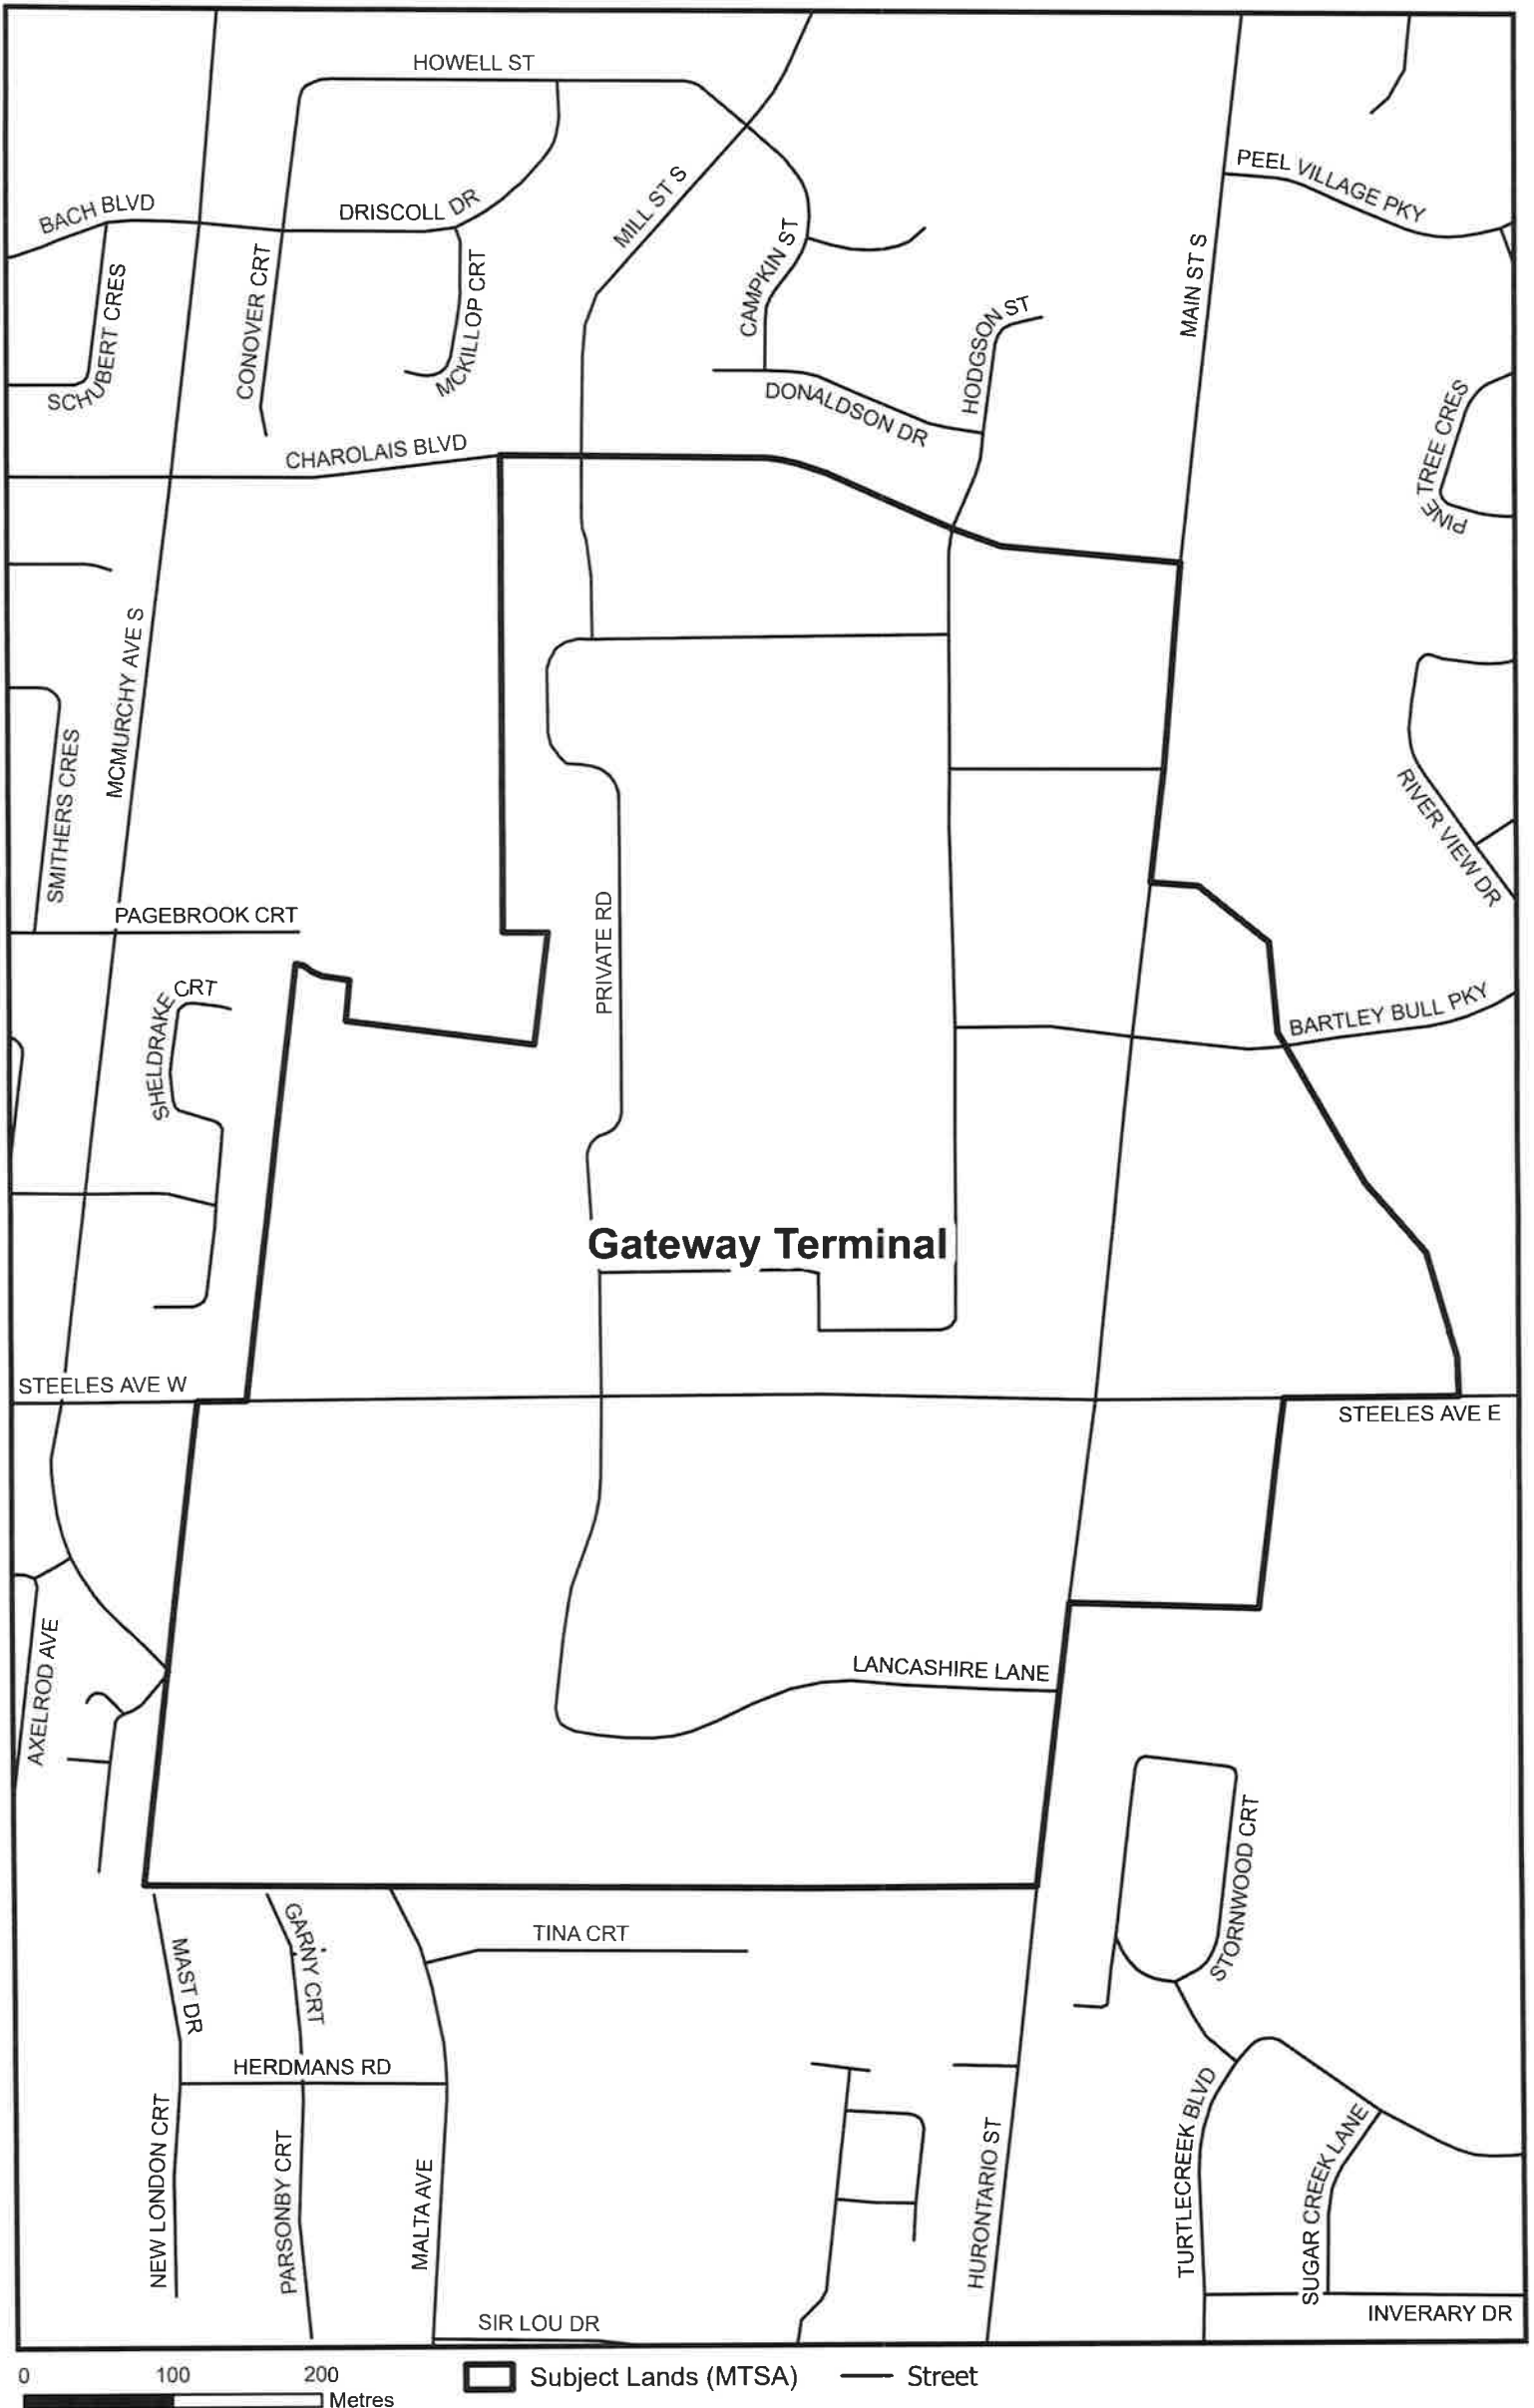 HOWELL ST
PEEL VILLAGE PKY
BACH BLVD
DRISCOLL DR
MILL ST S
CAMPKIN ST
MAIN ST S
SCHUBERT CRES
CONOVER CRT
MCKILLOP CRT
HODGSON ST
DONALDSON DR
PINE TREE CRES
CHAROLAIS BLVD
MCMURCHY AVE S
SMITHERS CRES
RIVER VIEW DR
PAGEBROOK CRT
PRIVATE RD
SHELDRAKE CRT
BARTLEY BULL PKY
Gateway Terminal
STEELES AVE W
STEELES AVE E
AXELROD AVE
LANCASHIRE LANE
STORNWOOD CRT
MAST DR
GARNY CRT
TINA CRT
HERDMANS RD
NEW LONDON CRT
PARSONBY CRT
MALTA AVE
HURONTARIO ST
TURTLECREEK BLVD
SUGAR CREEK LANE
SIR LOU DR
INVERARY DR
0 100 200
Metres
Subject Lands (MTSA)
Street